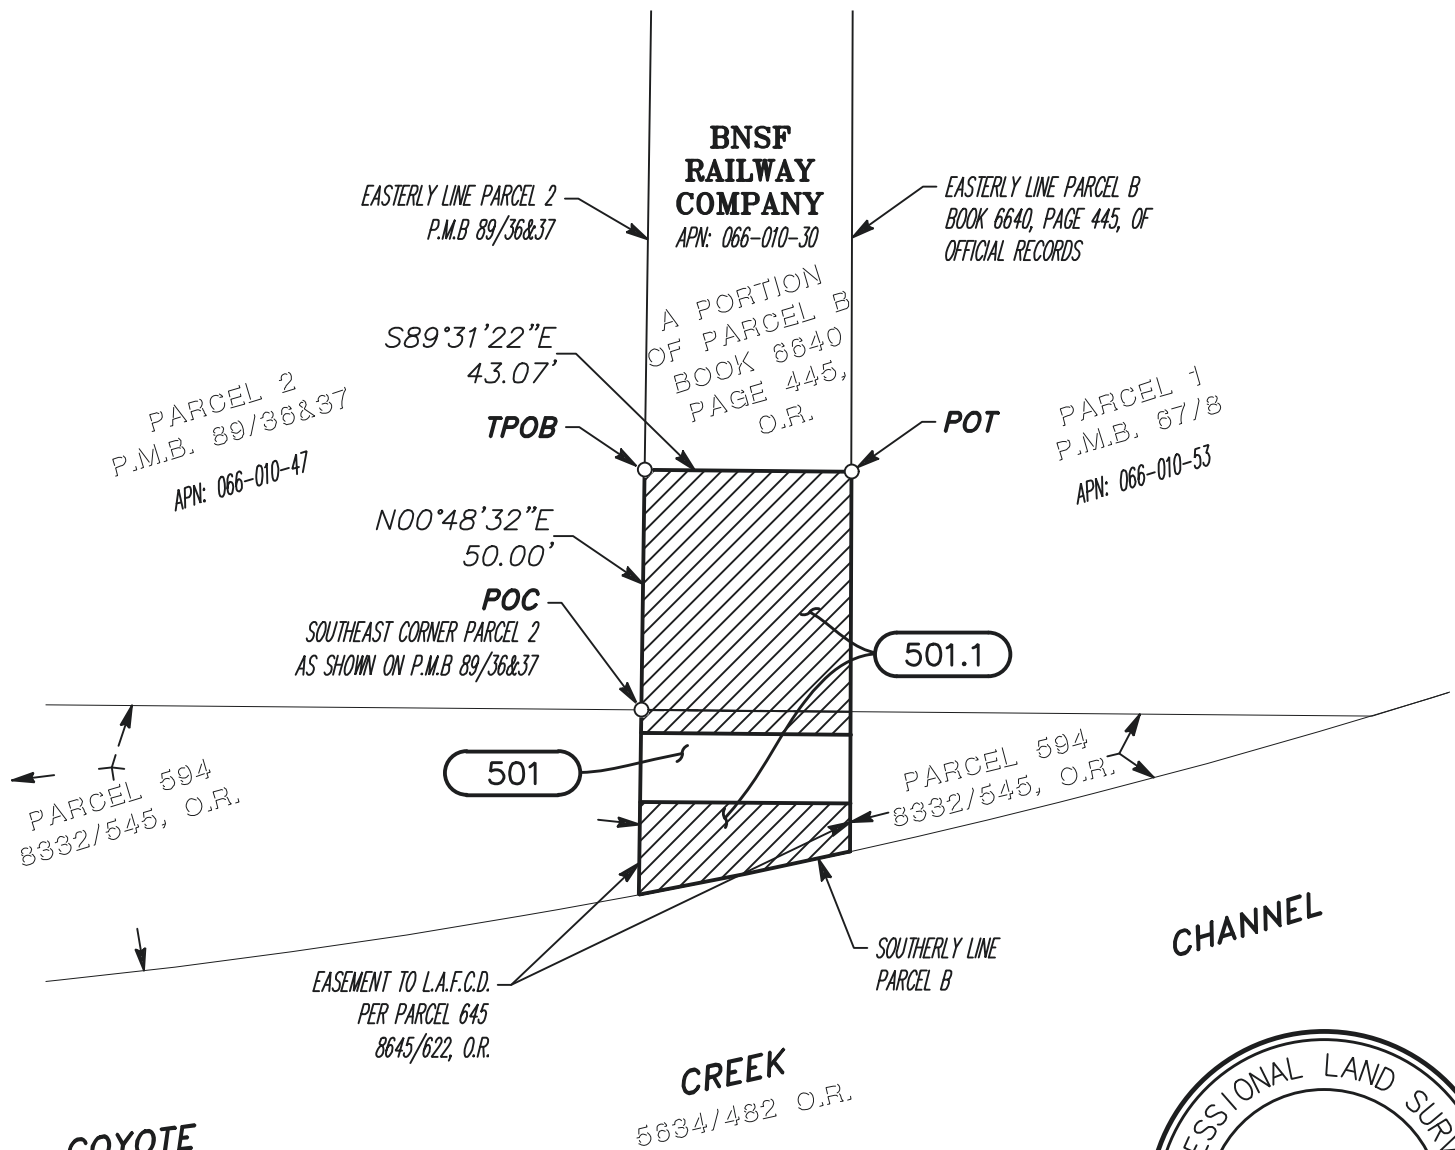 BNSF
RAILWAY
COMPANY
APN: 066-010-30
EASTERLY LINE PARCEL 2
P.M.B 89/36&37
EASTERLY LINE PARCEL B
BOOK 6640, PAGE 445, OF
OFFICIAL RECORDS
A PORTION
OF PARCEL B
BOOK 6640
PAGE 445,
O.R.
S89°31'22"E
43.07'
PARCEL 2
P.M.B. 89/36&37
APN: 066-010-47
TPOB
POT
PARCEL 1
P.M.B. 67/8
APN: 066-010-53
N00°48'32"E
50.00'
POC
SOUTHEAST CORNER PARCEL 2
AS SHOWN ON P.M.B 89/36&37
501.1
501
PARCEL 594
8332/545, O.R.
PARCEL 594
8332/545, O.R.
SOUTHERLY LINE
PARCEL B
EASEMENT TO L.A.F.C.D.
PER PARCEL 645
8645/622, O.R.
CHANNEL
CREEK
5634/482 O.R.
COYOTE
ESSIONAL LAND SURV